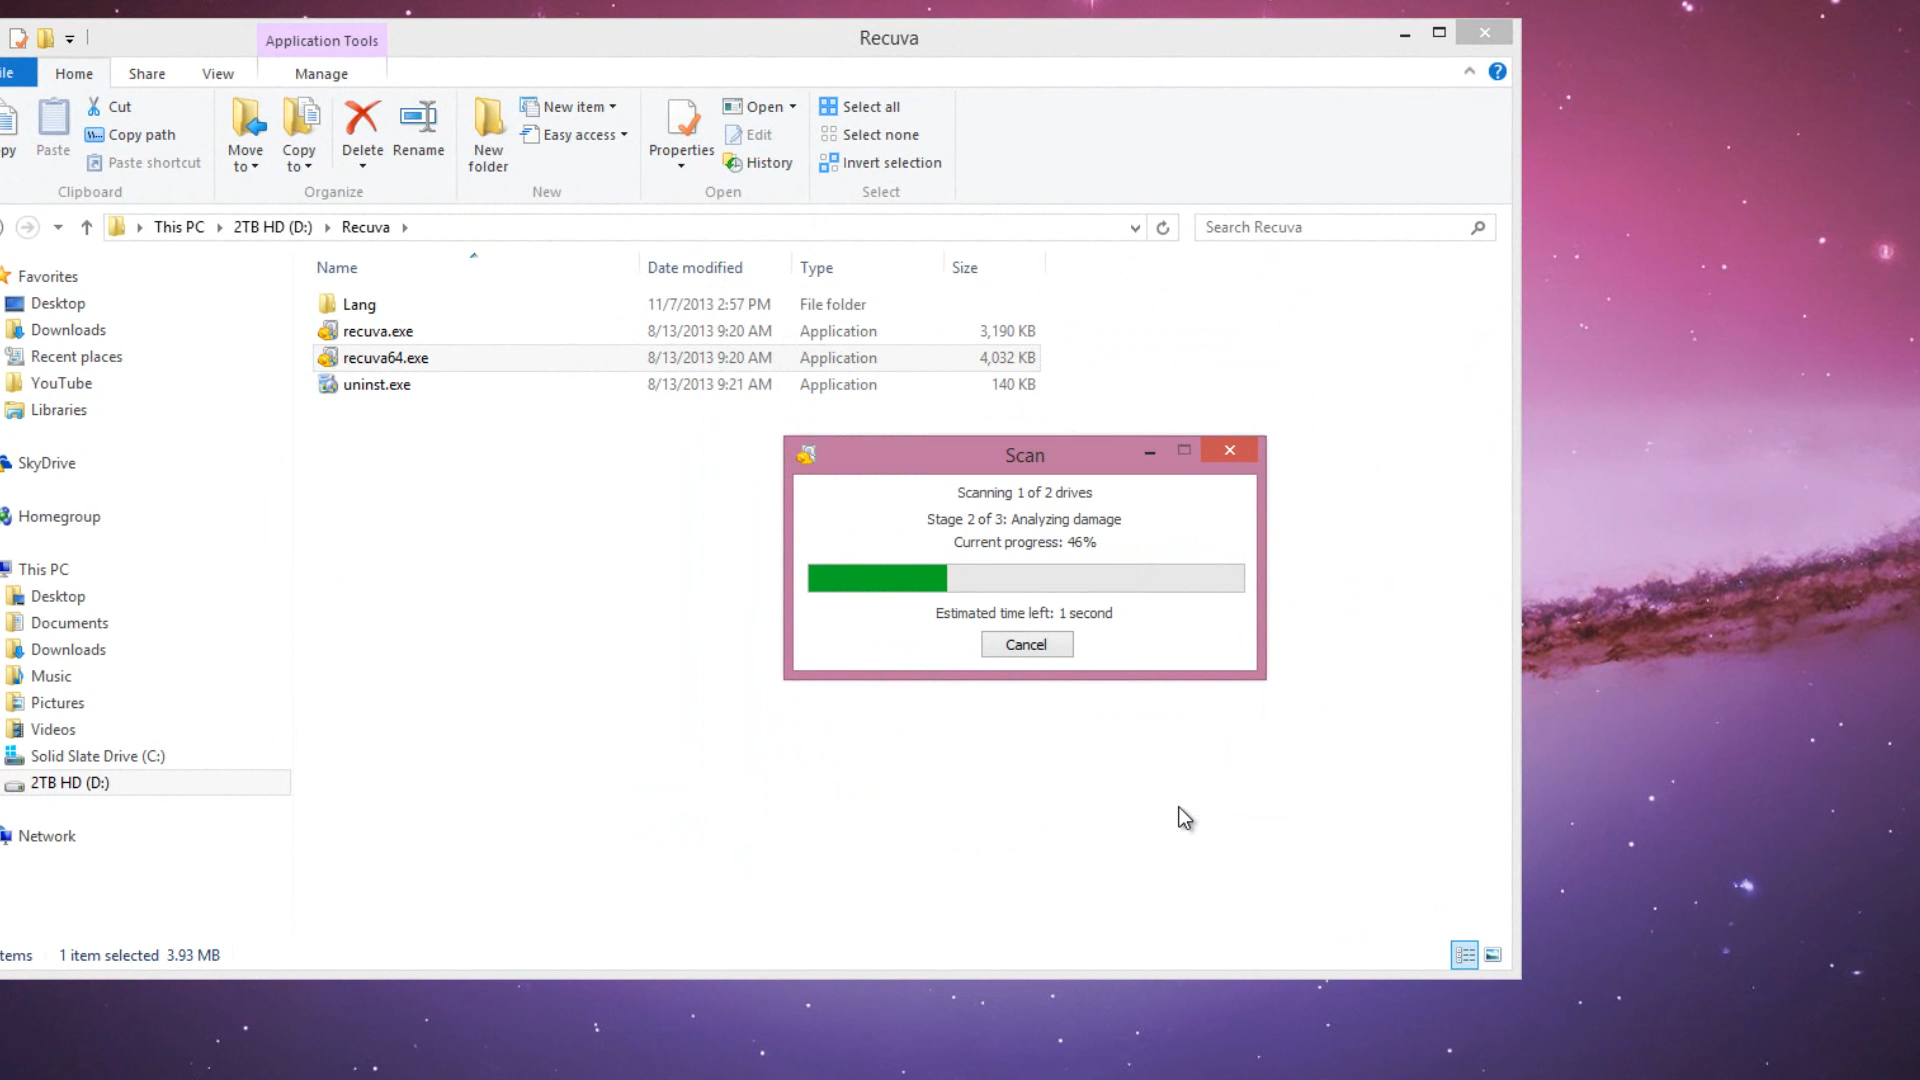 Application Tools
Recuva
ile
Home
Share
View
Manage
py
Paste
Cut
Copy path
Paste shortcut
Clipboard
Move to
Copy to
Delete
Rename
Organize
New folder
New item
Easy access
New
Properties
Open
Edit
History
Open
Select all
Select none
Invert selection
Select
This PC
2TB HD (D:)
Recuva
Search Recuva
Name
Date modified
Type
Size
Lang 11/7/2013 2:57 PM File folder
recuva.exe 8/13/2013 9:20 AM Application 3,190 KB
recuva64.exe 8/13/2013 9:20 AM Application 4,032 KB
uninst.exe 8/13/2013 9:21 AM Application 140 KB
Favorites
Desktop
Downloads
Recent places
YouTube
Libraries
SkyDrive
Homegroup
This PC
Desktop
Documents
Downloads
Music
Pictures
Videos
Solid Slate Drive (C:)
2TB HD (D:)
Network
Scan
Scanning 1 of 2 drives
Stage 2 of 3: Analyzing damage
Current progress: 46%
Estimated time left: 1 second
Cancel
tems 1 item selected 3.93 MB